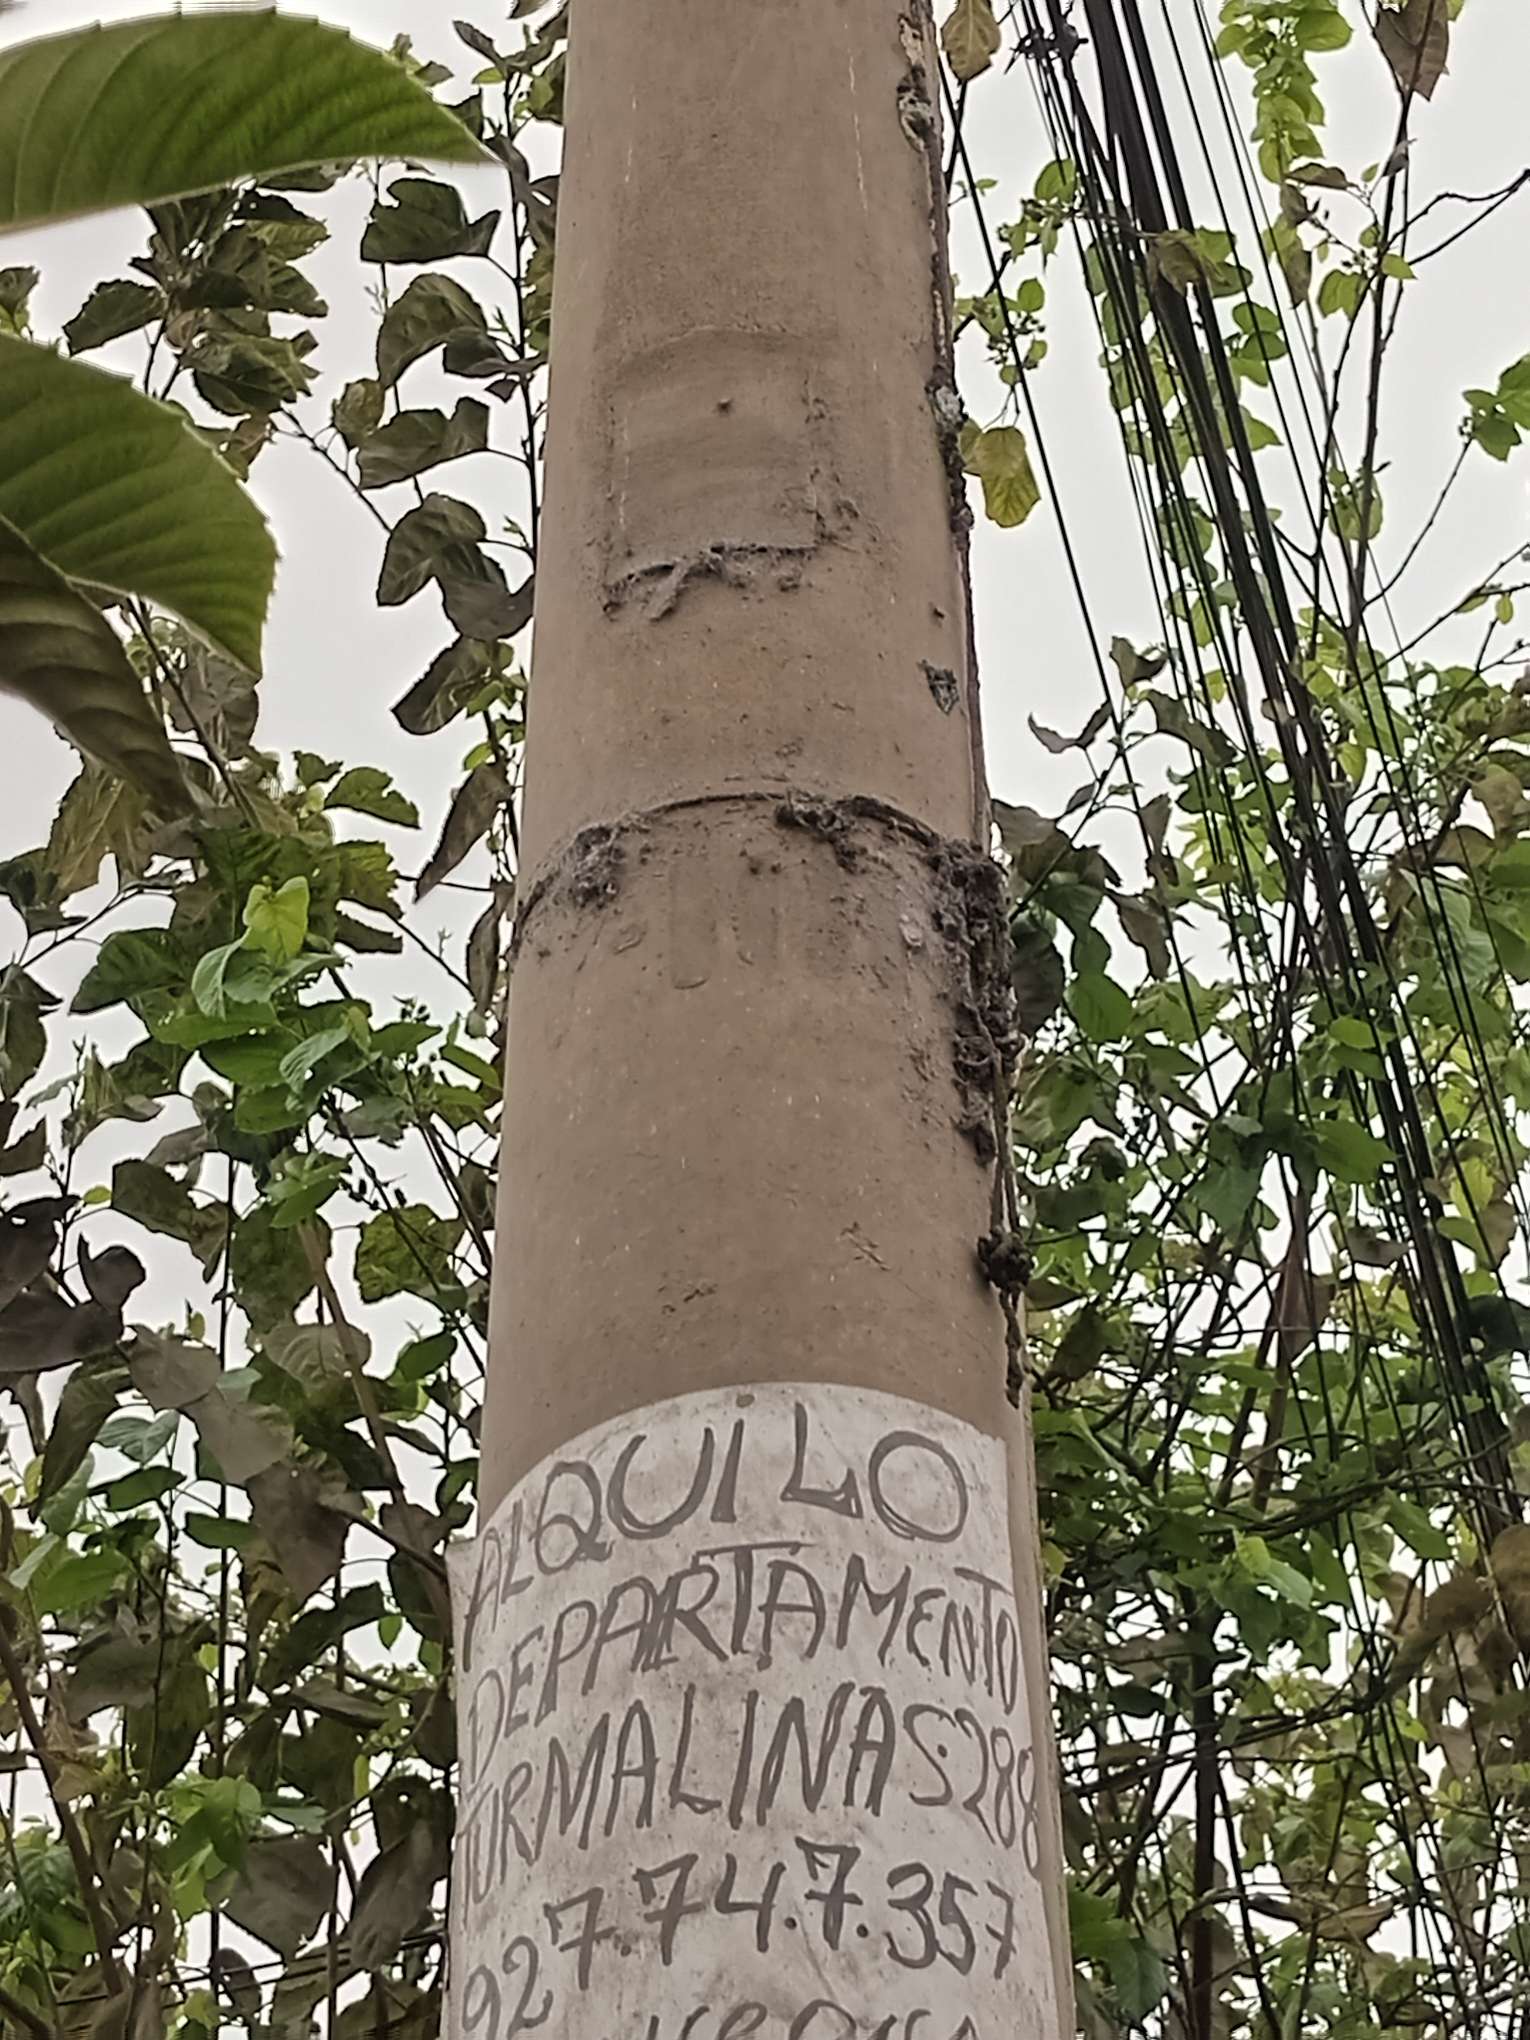 ALQUILO
DEPARTAMENTO
TURMALINAS 288
927.747.357